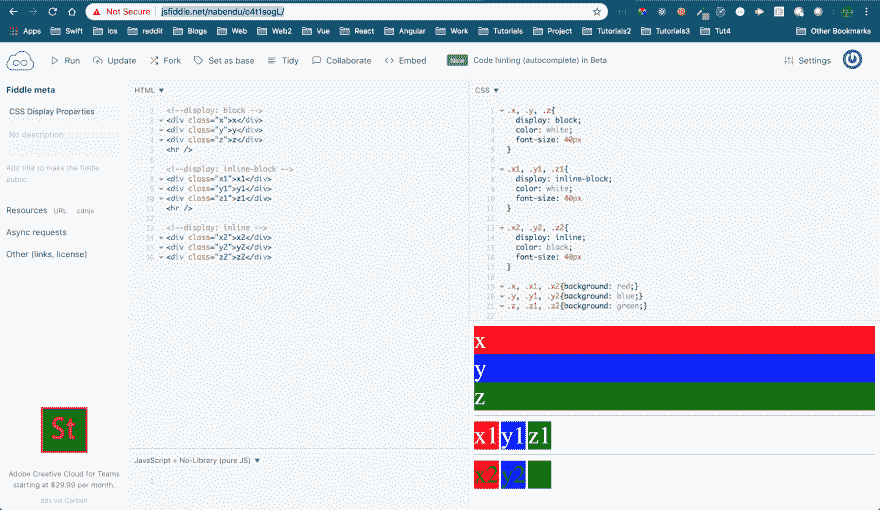 Not Secure | jsfiddle.net/nabendu/c4t1sogL/
Apps Swift ios reddit Blogs Web Web2 Vue React Angular Work Tutorials Project Tutorials2 Tutorials3 Tut4 Other Bookmarks
Run Update Fork Set as base Tidy Collaborate Embed New Code hinting (autocomplete) in Beta Settings
Fiddle meta
CSS Display Properties
No description
Add title to make the fiddle
public.
Resources URL cdnjs
Async requests
Other (links, license)
St
Adobe Creative Cloud for Teams
starting at $29.99 per month.
ads via Carbon
HTML ▼
1 <!--display: block -->
2 <div class="x">x</div>
3 <div class="y">y</div>
4 <div class="z">z</div>
5 <hr />
6
7 <!--display: inline-block -->
8 <div class="x1">x1</div>
9 <div class="y1">y1</div>
10 <div class="z1">z1</div>
11 <hr />
12
13 <!--display: inline -->
14 <div class="x2">x2</div>
15 <div class="y2">y2</div>
16 <div class="z2">z2</div>
JavaScript + No-Library (pure JS) ▼
1
CSS ▼
1 .x, .y, .z{
2 display: block;
3 color: white;
4 font-size: 40px
5 }
6
7 .x1, .y1, .z1{
8 display: inline-block;
9 color: white;
10 font-size: 40px
11 }
12
13 .x2, .y2, .z2{
14 display: inline;
15 color: black;
16 font-size: 40px
17 }
18
19 .x, .x1, .x2{background: red;}
20 .y, .y1, .y2{background: blue;}
21 .z, .z1, .z2{background: green;}
22
x
y
z
x1 y1 z1
x2 y2